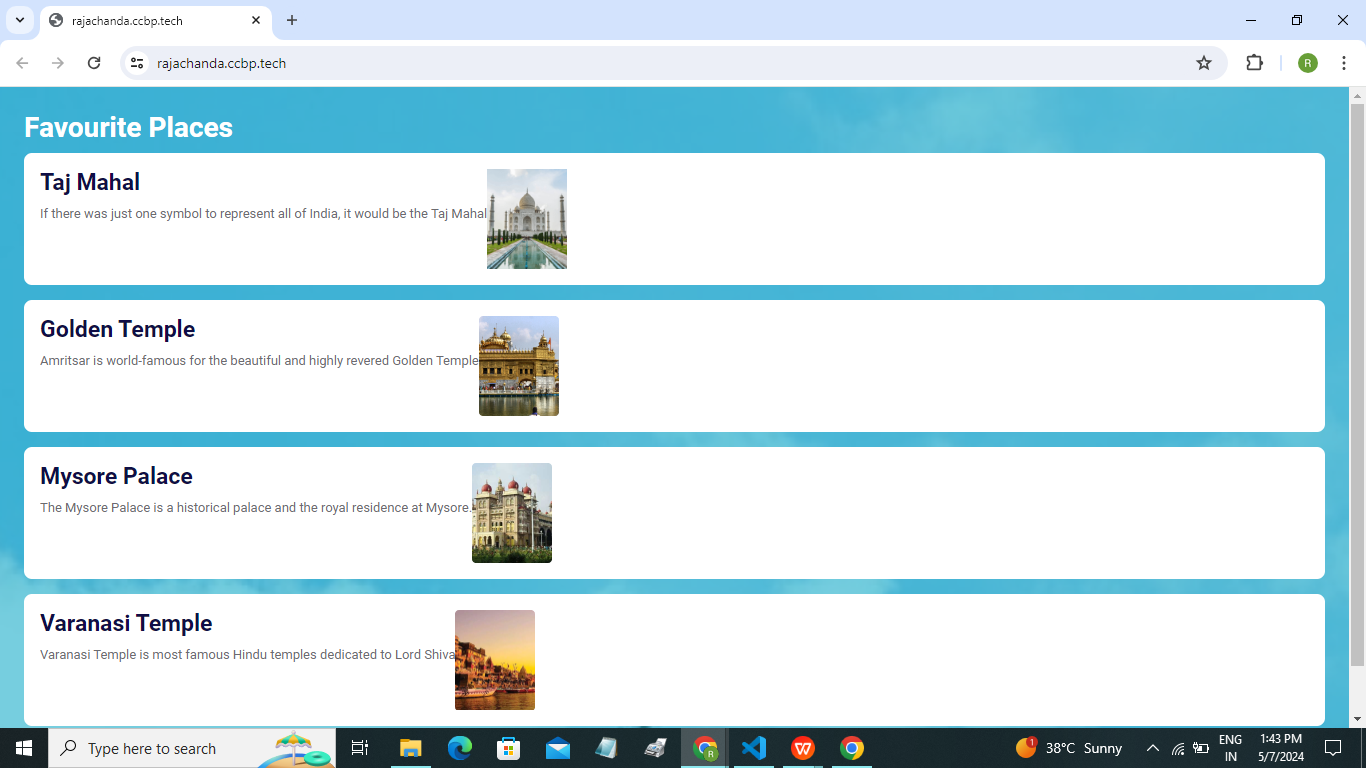 rajachanda.ccbp.tech
rajachanda.ccbp.tech
R
Favourite Places
Taj Mahal
If there was just one symbol to represent all of India, it would be the Taj Mahal
Golden Temple
Amritsar is world-famous for the beautiful and highly revered Golden Temple
Mysore Palace
The Mysore Palace is a historical palace and the royal residence at Mysore.
Varanasi Temple
Varanasi Temple is most famous Hindu temples dedicated to Lord Shiva
Type here to search
R
W
1
38°C Sunny
ENG
IN
1:43 PM
5/7/2024